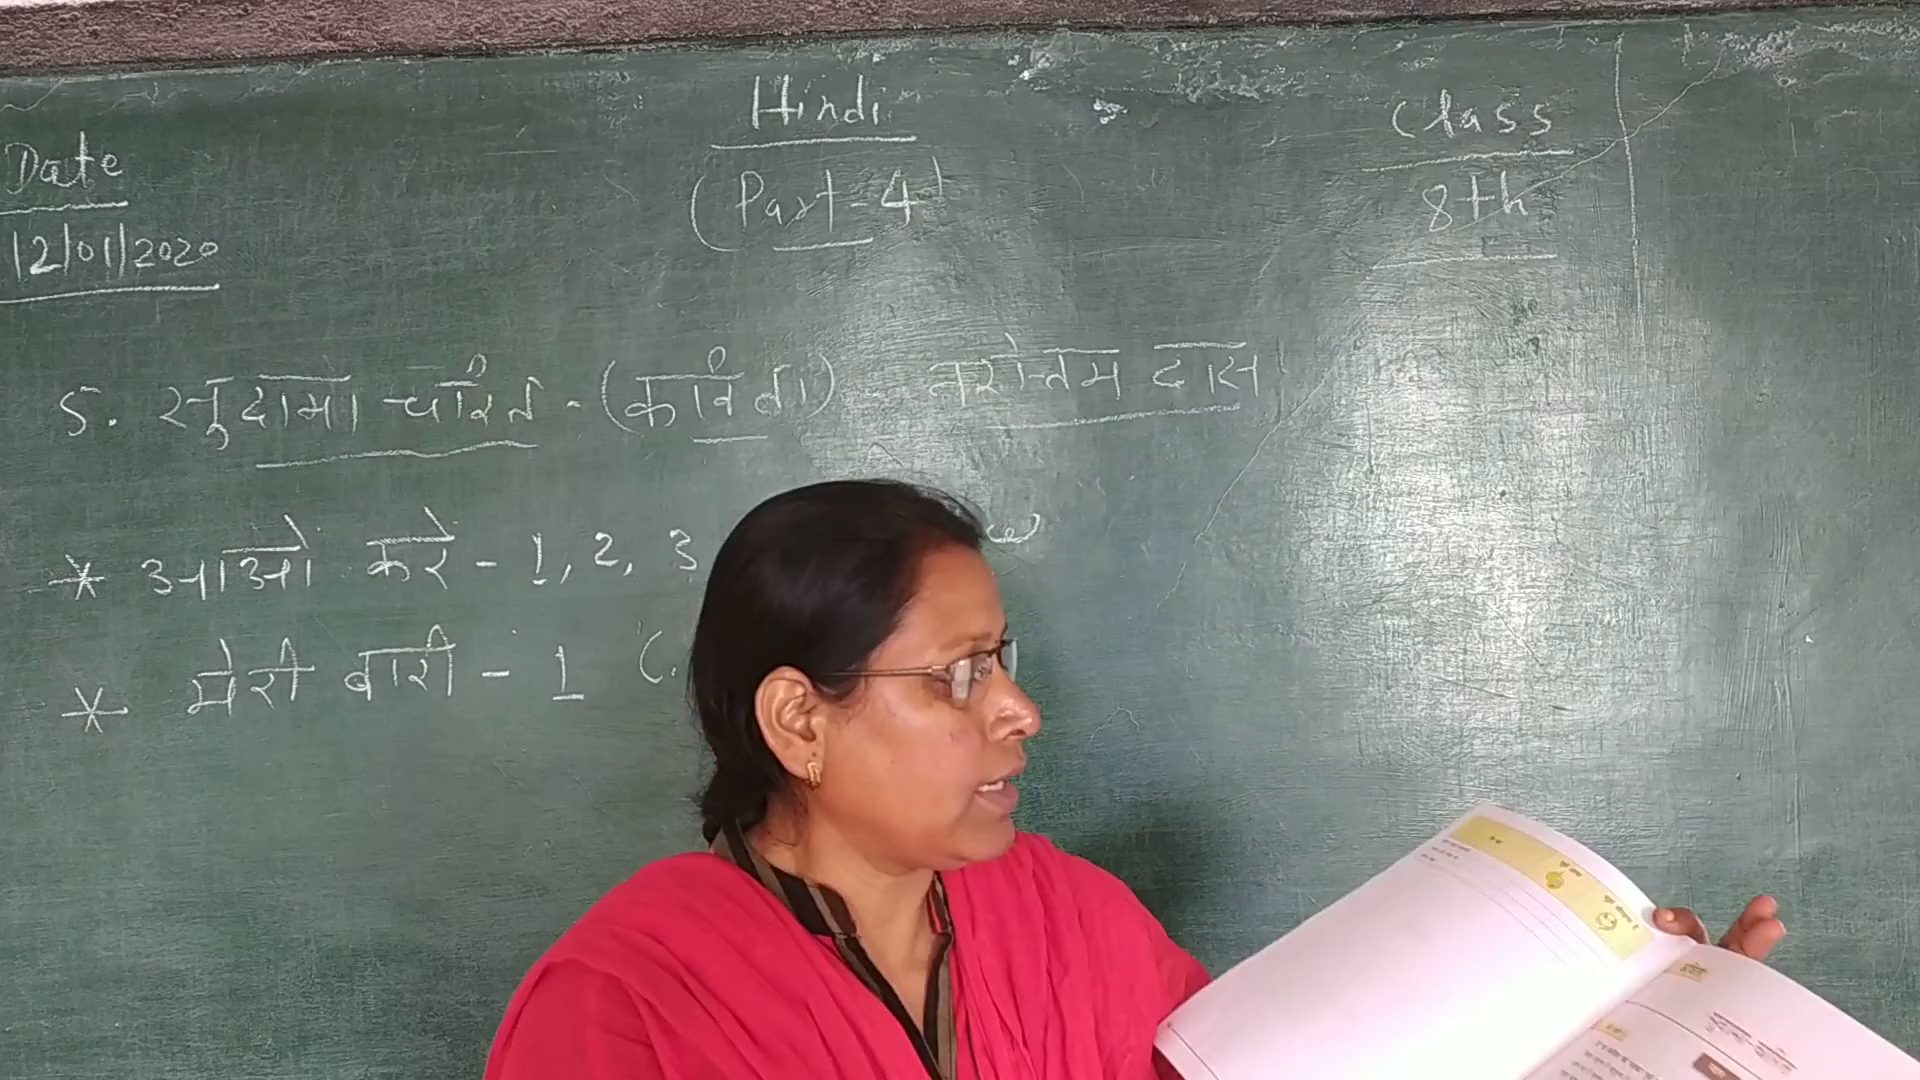 Hindi
Class
Date
(Part-4)
8th
12/01/2020
5. सुदामा चरित - (कविता) नरोत्तम दास
* आओ करे - 1, 2, 3
* मेरी बारी - 1 (